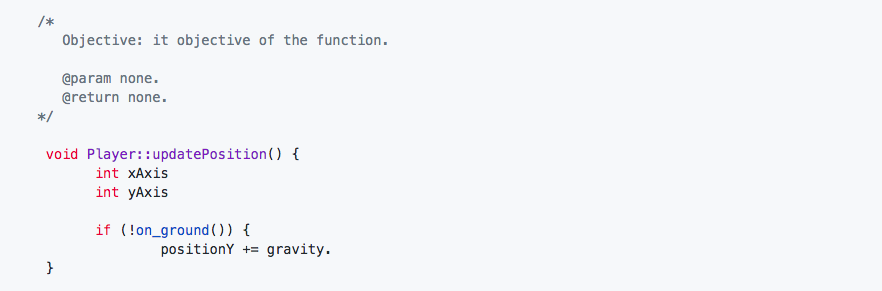 /*
Objective: it objective of the function.
@param none.
@return none.
*/
void Player::updatePosition() {
int xAxis
int yAxis
if (!on_ground()) {
positionY += gravity.
}